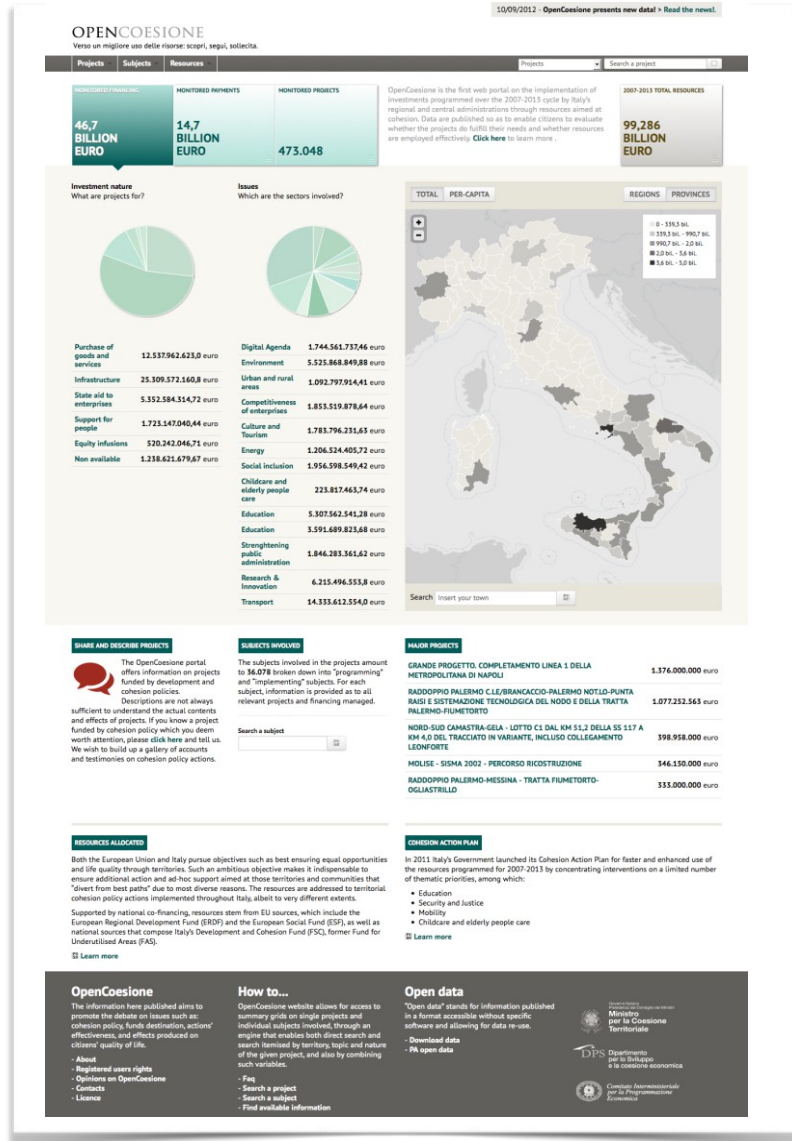 10/09/2012 - OpenCoesione presents new data! > Read the news!.
OPENCOESIONE
Verso un migliore uso delle risorse: scopri, segui, sollecita.
Projects Subjects Resources
Projects Search a project
MONITORED FINANCING
46,7
BILLION
EURO
MONITORED PAYMENTS
14,7
BILLION
EURO
MONITORED PROJECTS
473.048
OpenCoesione is the first web portal on the implementation of
investments programmed over the 2007-2013 cycle by Italy's
regional and central administrations through resources aimed at
cohesion. Data are published so as to enable citizens to evaluate
whether the projects do fulfill their needs and whether resources
are employed effectively. Click here to learn more .
2007-2013 TOTAL RESOURCES
99,286
BILLION
EURO
Investment nature
What are projects for?
Purchase of
goods and
services 12.537.962.623,0 euro
Infrastructure 25.309.572.160,8 euro
State aid to
enterprises 5.352.584.314,72 euro
Support for
people 1.723.147.040,44 euro
Equity infusions 520.242.046,71 euro
Non available 1.238.621.679,67 euro
Issues
Which are the sectors involved?
Digital Agenda 1.744.561.737,46 euro
Environment 5.525.868.849,88 euro
Urban and rural
areas 1.092.797.914,41 euro
Competitiveness
of enterprises 1.853.519.878,64 euro
Culture and
Tourism 1.783.796.231,63 euro
Energy 1.206.524.405,72 euro
Social inclusion 1.956.598.549,42 euro
Childcare and
elderly people
care 223.817.463,74 euro
Education 5.307.562.541,28 euro
Education 3.591.689.823,68 euro
Strenghtening
public
administration 1.846.283.361,62 euro
Research &
Innovation 6.215.496.553,8 euro
Transport 14.333.612.554,0 euro
TOTAL PER-CAPITA
REGIONS PROVINCES
+
-
0 - 339,3 bil.
339,3 bil. - 990,7 bil.
990,7 bil. - 2,0 bil.
2,0 bil. - 3,6 bil.
3,6 bil. - 5,0 bil.
Search Insert your town
SHARE AND DESCRIBE PROJECTS
The OpenCoesione portal
offers information on projects
funded by development and
cohesion policies.
Descriptions are not always
sufficient to understand the actual contents
and effects of projects. If you know a project
funded by cohesion policy which you deem
worth attention, please click here and tell us.
We wish to build up a gallery of accounts
and testimonies on cohesion policy actions.
SUBJECTS INVOLVED
The subjects involved in the projects amount
to 36.078 broken down into "programming"
and "implementing" subjects. For each
subject, information is provided as to all
relevant projects and financing managed.
Search a subject
MAJOR PROJECTS
GRANDE PROGETTO. COMPLETAMENTO LINEA 1 DELLA
METROPOLITANA DI NAPOLI 1.376.000.000 euro
RADDOPPIO PALERMO C.LE/BRANCACCIO-PALERMO NOT.LO-PUNTA
RAISI E SISTEMAZIONE TECNOLOGICA DEL NODO E DELLA TRATTA
PALERMO-FIUMETORTO 1.077.252.563 euro
NORD-SUD CAMASTRA-GELA - LOTTO C1 DAL KM 51,2 DELLA SS 117 A
KM 4,0 DEL TRACCIATO IN VARIANTE, INCLUSO COLLEGAMENTO
LEONFORTE 398.958.000 euro
MOLISE - SISMA 2002 - PERCORSO RICOSTRUZIONE 346.150.000 euro
RADDOPPIO PALERMO-MESSINA - TRATTA FIUMETORTO-
OGLIASTRILLO 333.000.000 euro
RESOURCES ALLOCATED
Both the European Union and Italy pursue objectives such as best ensuring equal opportunities
and life quality through territories. Such an ambitious objective makes it indispensable to
ensure additional action and ad-hoc support aimed at those territories and communities that
"divert from best paths" due to most diverse reasons. The resources are addressed to territorial
cohesion policy actions implemented throughout Italy, albeit to very different extents.
Supported by national co-financing, resources stem from EU sources, which include the
European Regional Development Fund (ERDF) and the European Social Fund (ESF), as well as
national sources that compose Italy's Development and Cohesion Fund (FSC), former Fund for
Underutilised Areas (FAS).
Learn more
COHESION ACTION PLAN
In 2011 Italy's Government launched its Cohesion Action Plan for faster and enhanced use of
the resources programmed for 2007-2013 by concentrating interventions on a limited number
of thematic priorities, among which:
• Education
• Security and Justice
• Mobility
• Childcare and elderly people care
Learn more
OpenCoesione
The information here published aims to
promote the debate on issues such as:
cohesion policy, funds destination, actions'
effectiveness, and effects produced on
citizens' quality of life.
- About
- Registered users rights
- Opinions on OpenCoesione
- Contacts
- Licence
How to...
OpenCoesione website allows for access to
summary grids on single projects and
individual subjects involved, through an
engine that enables both direct search and
search itemised by territory, topic and nature
of the given project, and also by combining
such variables.
- Faq
- Search a project
- Search a subject
- Find available information
Open data
"Open data" stands for information published
in a format accessible without specific
software and allowing for data re-use.
- Download data
- PA open data
Ministro
per la Coesione
Territoriale
DPS Dipartimento
per lo Sviluppo
e la coesione economica
Comitato Interministeriale
per la Programmazione
Economica